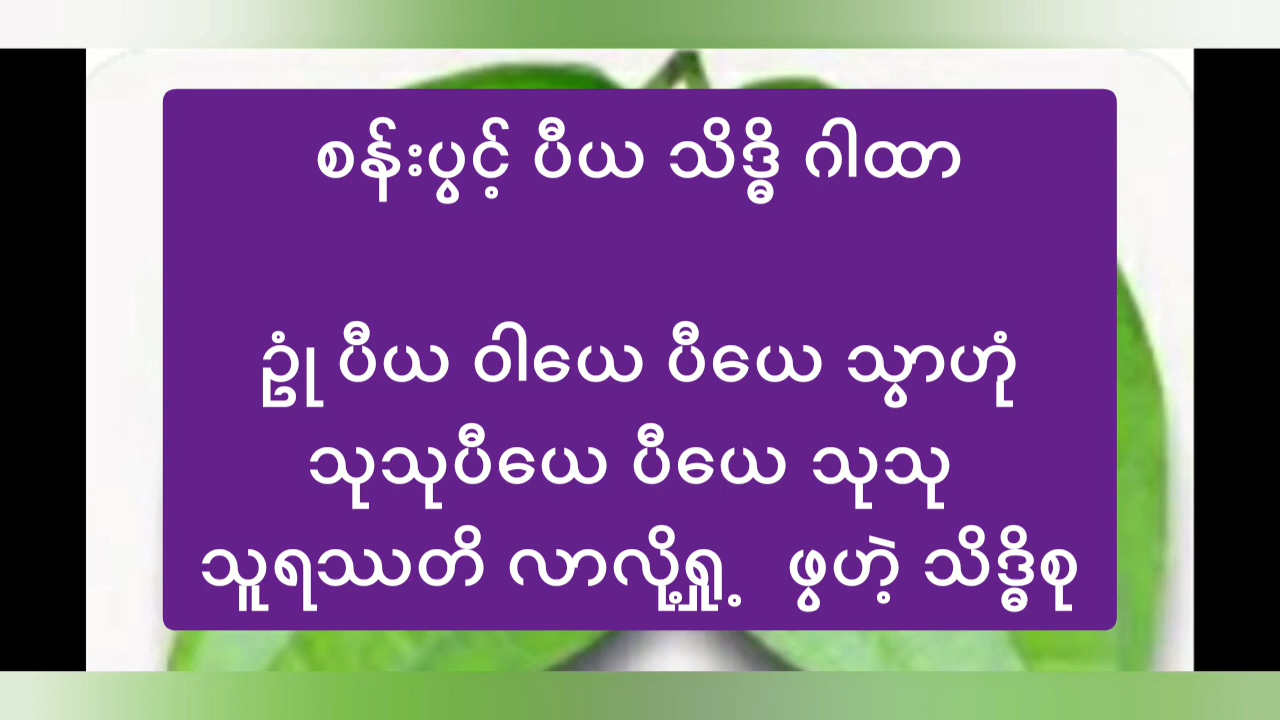 စန်းပွင့် ပီယ သိဒ္ဓိ ဂါထာ
ဥုံ ပီယ ဝါယေ ပီယေ သွာဟုံ
သုသုပီယေ ပီယေ သုသု
သူရဿတိ လာလို့ရှု့ ဖွဟဲ့ သိဒ္ဓိစု